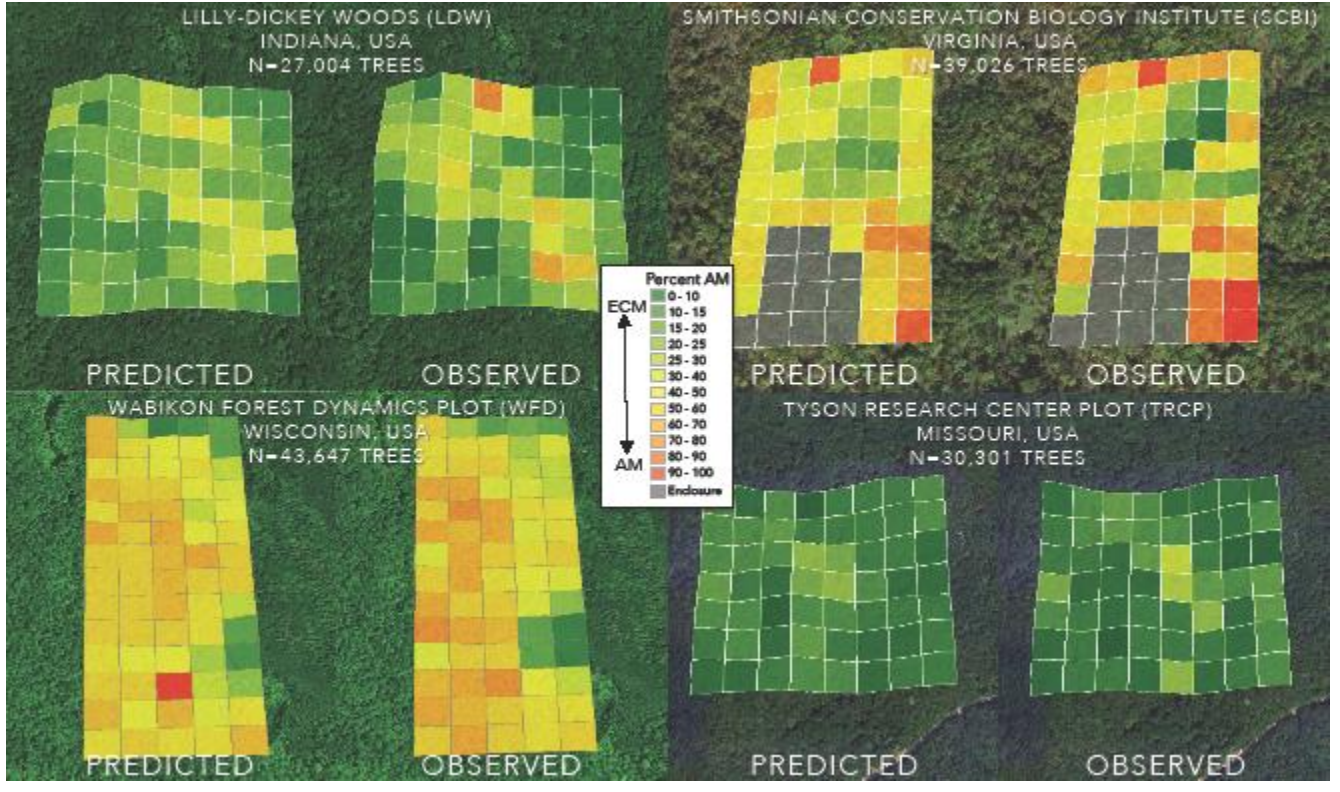 LILLY-DICKEY WOODS (LDW)
INDIANA, USA
N=27,004 TREES
PREDICTED
OBSERVED
SMITHSONIAN CONSERVATION BIOLOGY INSTITUTE (SCBI)
VIRGINIA, USA
N=39,026 TREES
PREDICTED
OBSERVED
Percent AM
ECM
AM
0 - 10
10 - 15
15 - 20
20 - 25
25 - 30
30 - 40
40 - 50
50 - 60
60 - 70
70 - 80
80 - 90
90 - 100
Enclosure
WABIKON FOREST DYNAMICS PLOT (WFD)
WISCONSIN, USA
N=43,647 TREES
PREDICTED
OBSERVED
TYSON RESEARCH CENTER PLOT (TRCP)
MISSOURI, USA
N=30,301 TREES
PREDICTED
OBSERVED